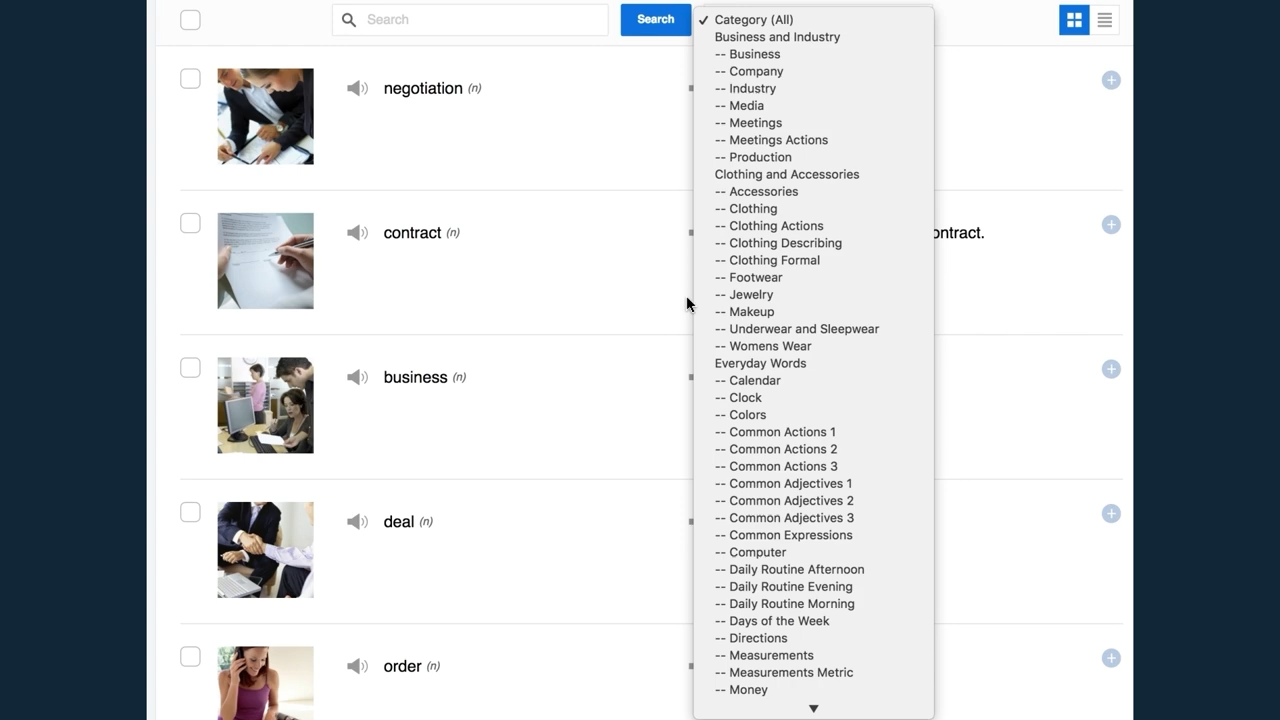 Search
Search
✓ Category (All)
Business and Industry
-- Business
-- Company
-- Industry
-- Media
-- Meetings
-- Meetings Actions
-- Production
Clothing and Accessories
-- Accessories
-- Clothing
-- Clothing Actions
-- Clothing Describing
-- Clothing Formal
-- Footwear
-- Jewelry
-- Makeup
-- Underwear and Sleepwear
-- Womens Wear
Everyday Words
-- Calendar
-- Clock
-- Colors
-- Common Actions 1
-- Common Actions 2
-- Common Actions 3
-- Common Adjectives 1
-- Common Adjectives 2
-- Common Adjectives 3
-- Common Expressions
-- Computer
-- Daily Routine Afternoon
-- Daily Routine Evening
-- Daily Routine Morning
-- Days of the Week
-- Directions
-- Measurements
-- Measurements Metric
-- Money
negotiation (n)
contract (n)
ontract.
business (n)
deal (n)
order (n)